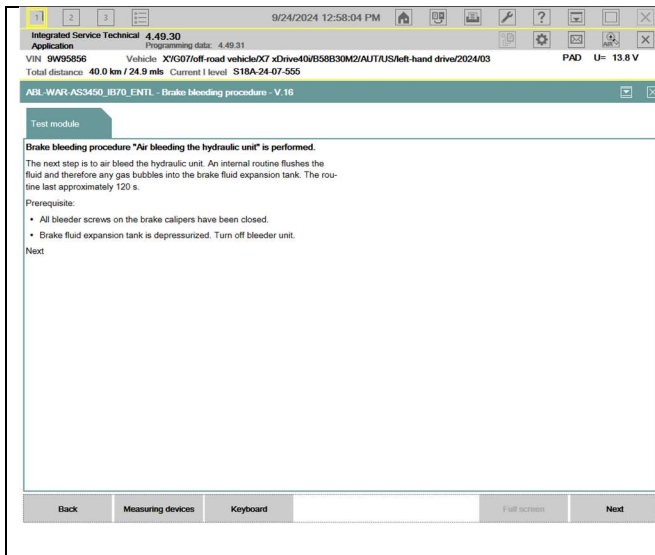 1 2 3 9/24/2024 12:58:04 PM ?
Integrated Service Technical 4.49.30
Application Programming data: 4.49.31
VIN 9W95856 Vehicle X'/G07/off-road vehicle/X7 xDrive40i/B58B30M2/AUT/US/left-hand drive/2024/03 PAD U= 13.8 V
Total distance 40.0 km / 24.9 mls Current I level S18A-24-07-555
ABL-WAR-AS3450_IB70_ENTL - Brake bleeding procedure - V.16
Test module
Brake bleeding procedure "Air bleeding the hydraulic unit" is performed.
The next step is to air bleed the hydraulic unit. An internal routine flushes the
fluid and therefore any gas bubbles into the brake fluid expansion tank. The rou-
tine last approximately 120 s.
Prerequisite:
• All bleeder screws on the brake calipers have been closed.
• Brake fluid expansion tank is depressurized. Turn off bleeder unit.
Next
Back Measuring devices Keyboard Full screen Next